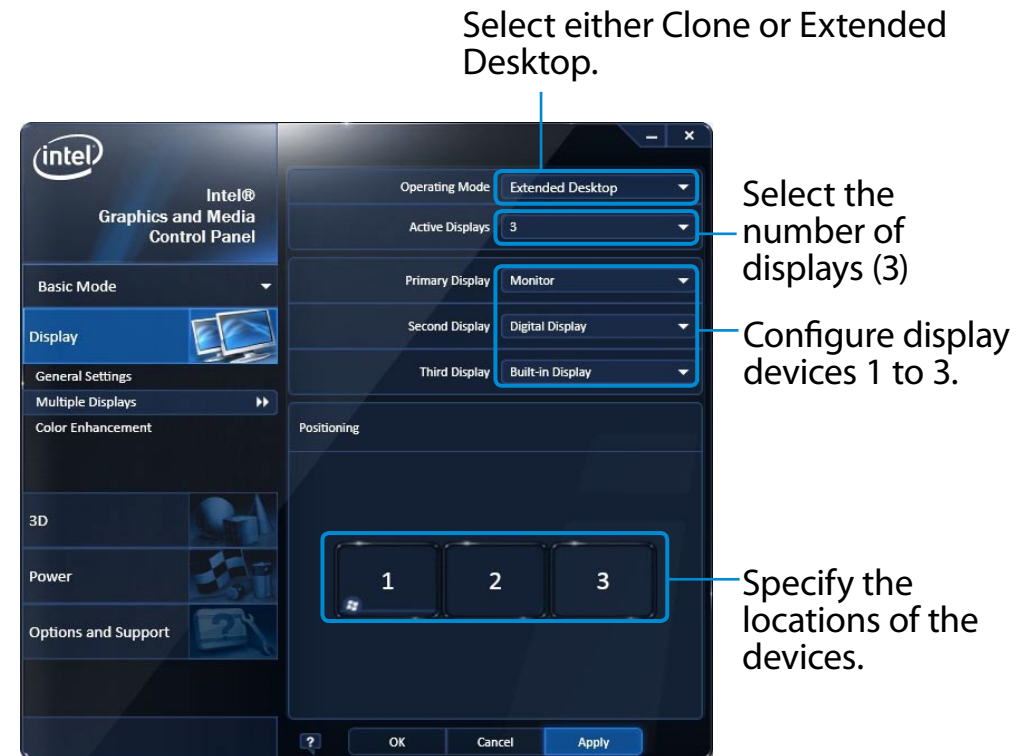 Select either Clone or Extended
Desktop.
intel
Intel®
Graphics and Media
Control Panel
Basic Mode
Display
General Settings
Multiple Displays
Color Enhancement
3D
Power
Options and Support
Operating Mode Extended Desktop
Active Displays 3
Primary Display Monitor
Second Display Digital Display
Third Display Built-in Display
Positioning
1 2 3
? OK Cancel Apply
Select the
number of
displays (3)
Configure display
devices 1 to 3.
Specify the
locations of the
devices.